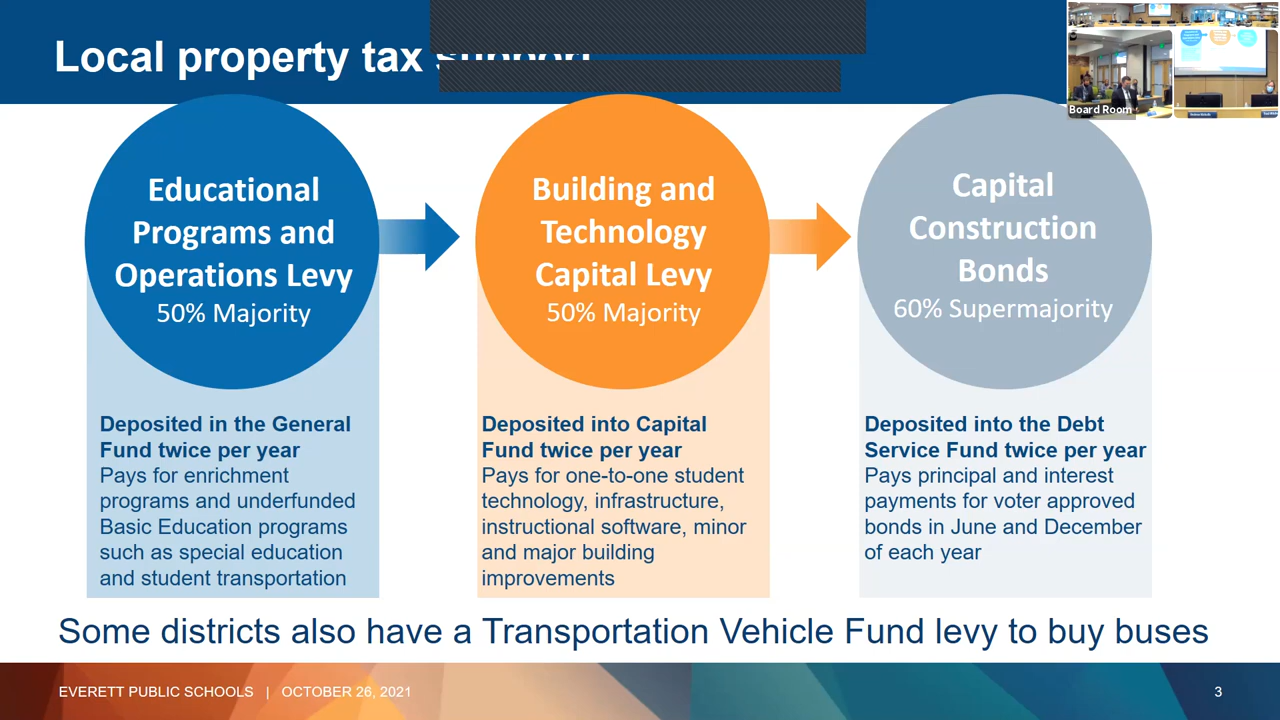 Local property tax support
Board Room
Educational
Programs and
Operations Levy
50% Majority
Building and
Technology
Capital Levy
50% Majority
Capital
Construction
Bonds
60% Supermajority
Deposited in the General
Fund twice per year
Pays for enrichment
programs and underfunded
Basic Education programs
such as special education
and student transportation
Deposited into Capital
Fund twice per year
Pays for one-to-one student
technology, infrastructure,
instructional software, minor
and major building
improvements
Deposited into the Debt
Service Fund twice per year
Pays principal and interest
payments for voter approved
bonds in June and December
of each year
Some districts also have a Transportation Vehicle Fund levy to buy buses
EVERETT PUBLIC SCHOOLS | OCTOBER 26, 2021
3